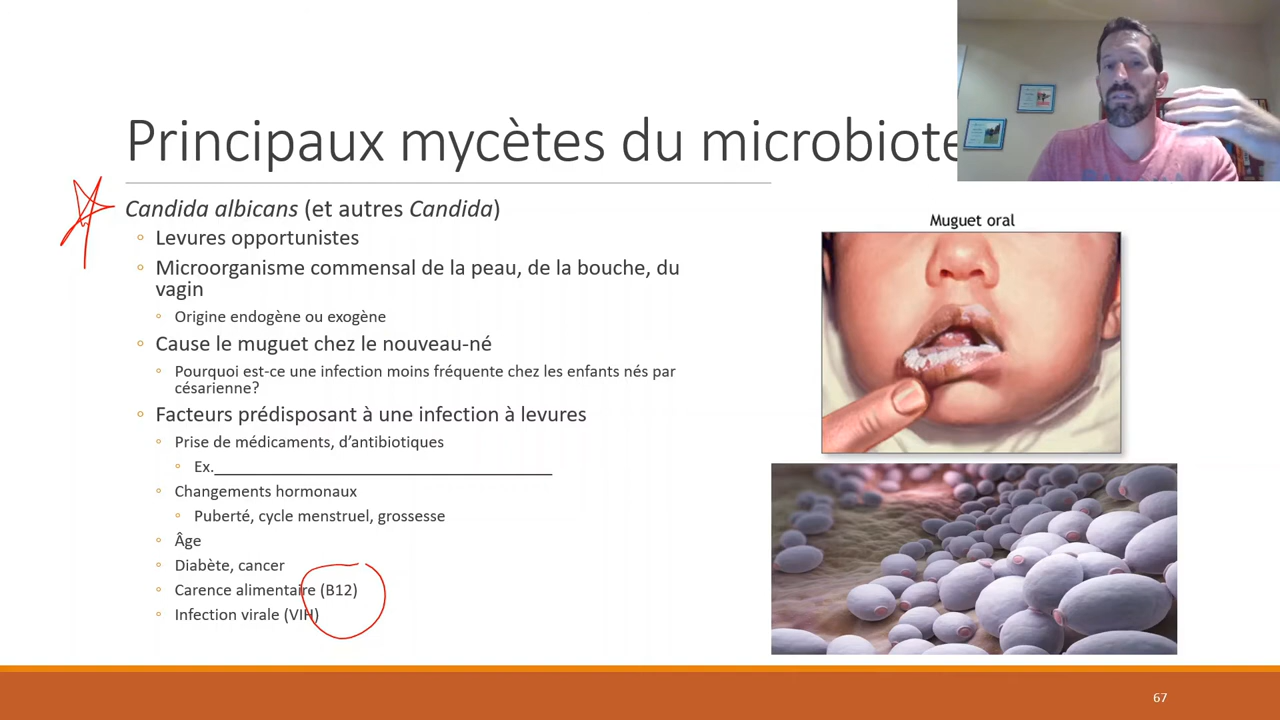 Principaux mycètes du microbiote
Candida albicans (et autres Candida)
Levures opportunistes
Microorganisme commensal de la peau, de la bouche, du
vagin
Origine endogène ou exogène
Cause le muguet chez le nouveau-né
Pourquoi est-ce une infection moins fréquente chez les enfants nés par
césarienne?
Facteurs prédisposant à une infection à levures
Prise de médicaments, d’antibiotiques
Ex.________________________________________
Changements hormonaux
Puberté, cycle menstruel, grossesse
Âge
Diabète, cancer
Carence alimentaire (B12)
Infection virale (VIH)
Muguet oral
67